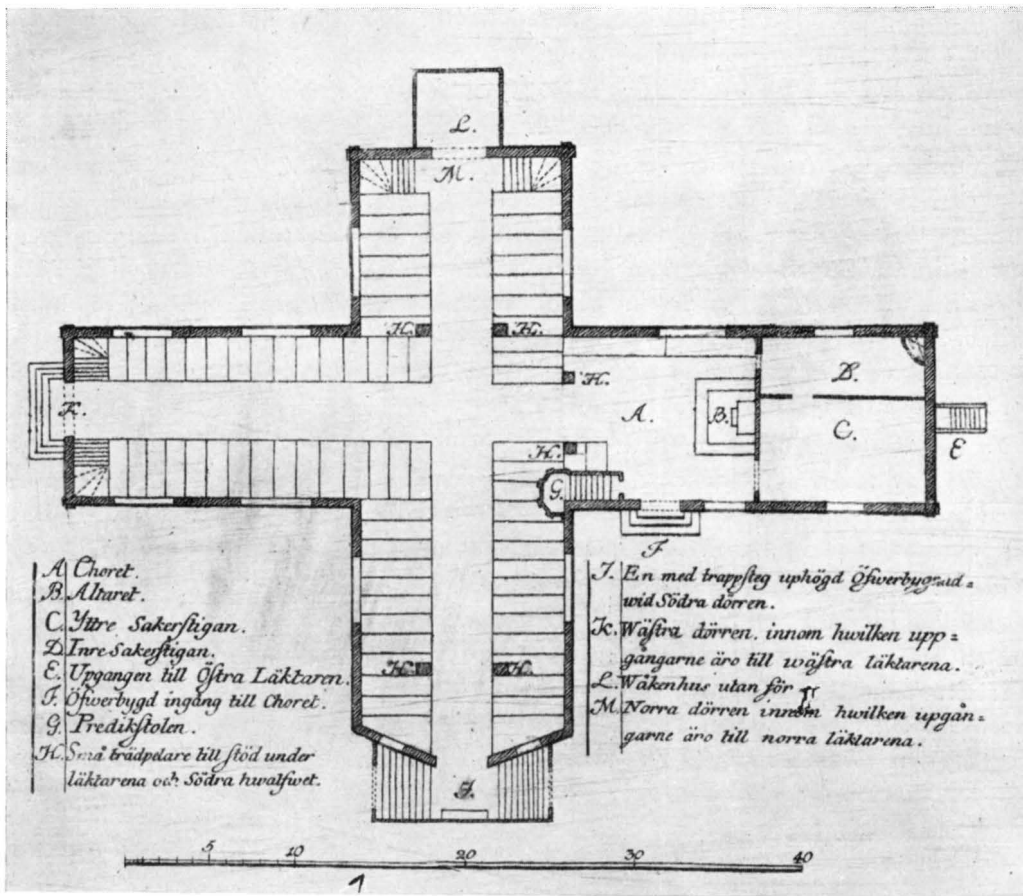 L.
M.
H. H.
H.
K. A B. D.
C.
E
H.
G.
F
A Choret.
B. Altaret.
C. Yttre Sakerstigan.
D Inre Sakerstigan.
E. Upgangen till Östra Läktaren.
F. Öfwerbygd ingång till Choret.
G. Predikstolen.
H. Små trädpelare till stöd under
läktarena och Södra hwalfwet.
H. H.
J.
J. En med trappsteg uphögd Öfwerbygnad =
wid Södra dörren.
K. Wästra dörren, innom hwilken upp =
gångarne äro till wästra läktarena.
L. Wåkenhus utan för
M. Norra dörren innom hwilken upgån =
garne äro till norra läktarena.
5 10 20 30 40
1